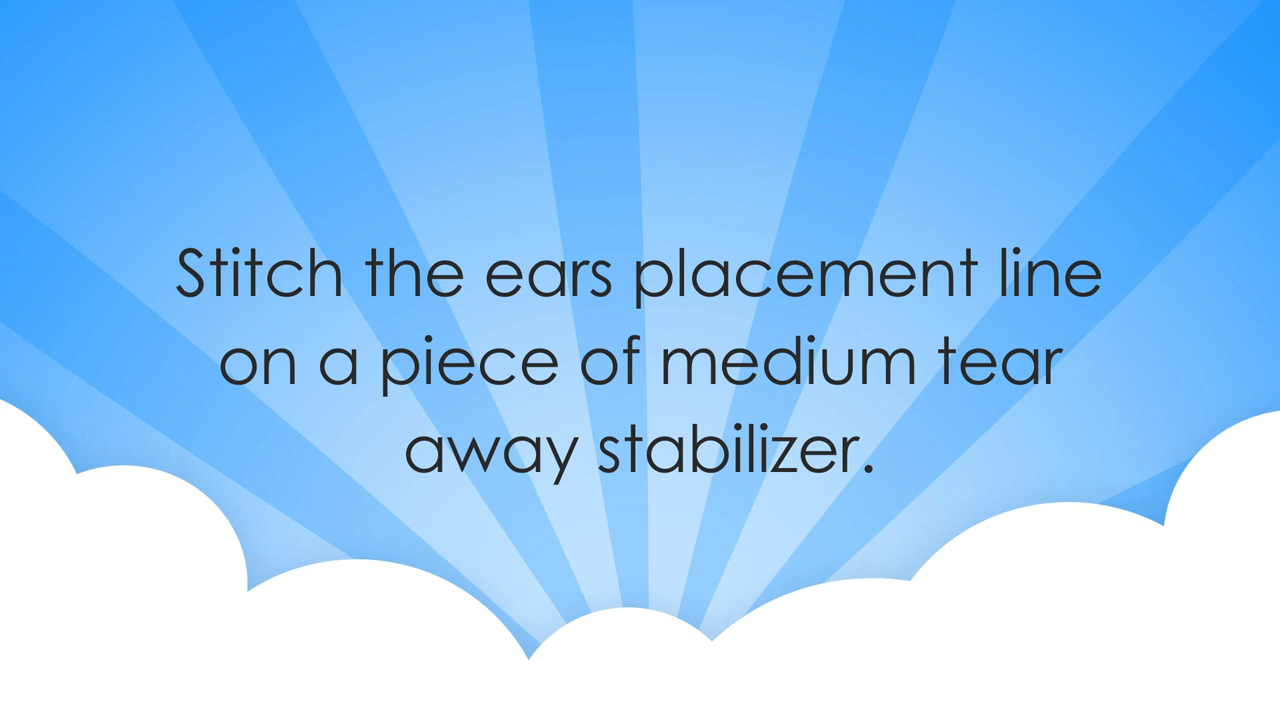 Stitch the ears placement line
on a piece of medium tear
away stabilizer.